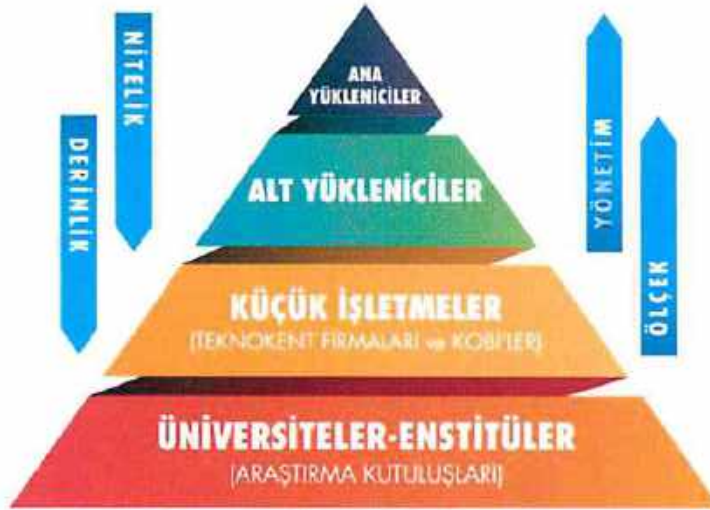 NİTELİK
DERİNLİK
ANA
YÜKLENİCİLER
ALT YÜKLENİCİLER
KÜÇÜK İŞLETMELER
(TEKNOKENT FİRMALARI ve KOBİ'LER)
ÜNİVERSİTELER-ENSTİTÜLER
(ARAŞTIRMA KUTULUŞLARI)
YÖNETİM
ÖLÇEK